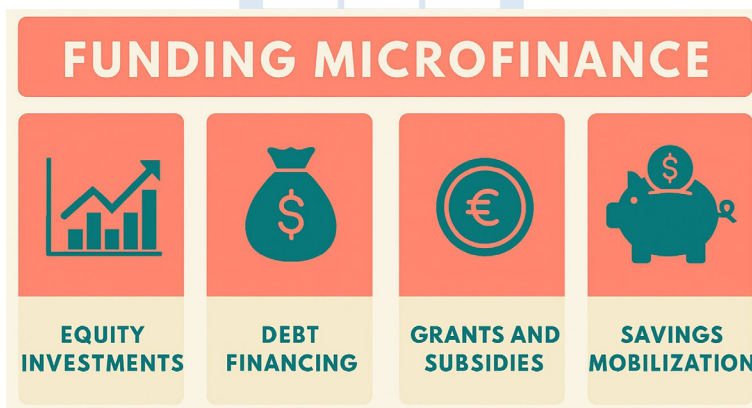 FUNDING MICROFINANCE
$
$
€
EQUITY
INVESTMENTS
DEBT
FINANCING
GRANTS AND
SUBSIDIES
SAVINGS
MOBILIZATION